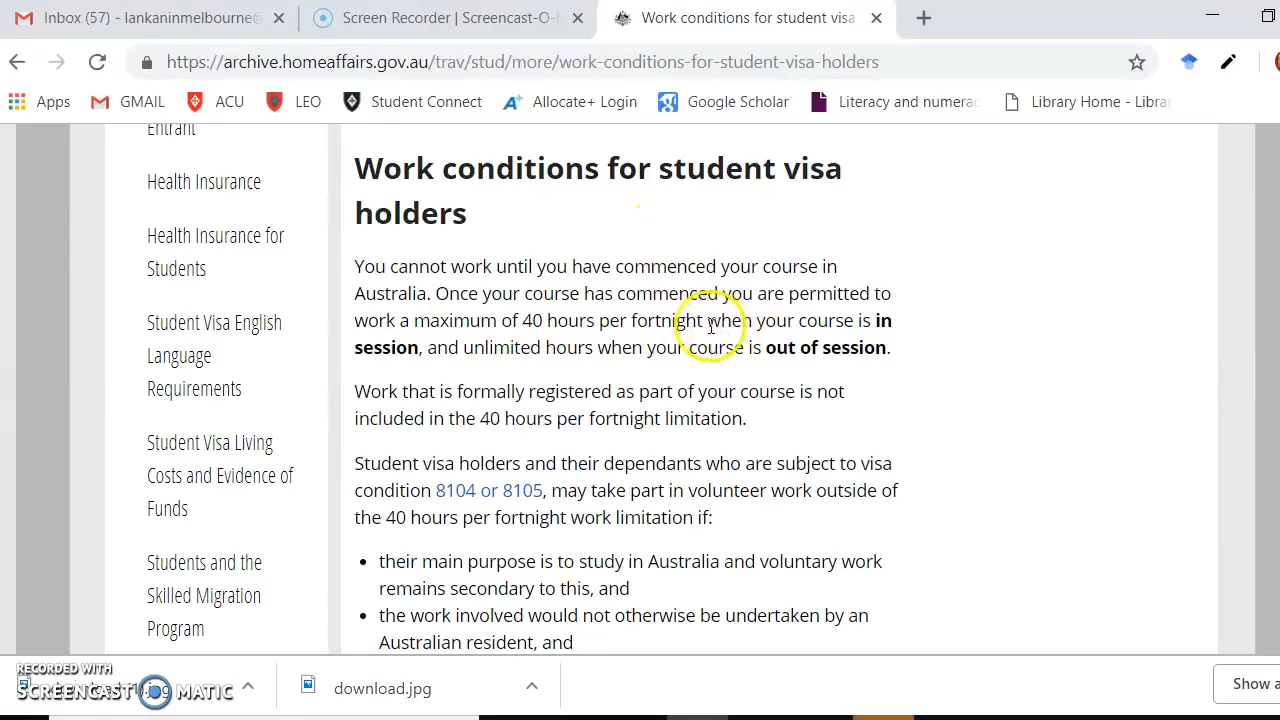 Inbox (57) - lankaninmelbourne@
Screen Recorder | Screencast-O-
Work conditions for student visa
https://archive.homeaffairs.gov.au/trav/stud/more/work-conditions-for-student-visa-holders
Apps
GMAIL
ACU
LEO
Student Connect
Allocate+ Login
Google Scholar
Literacy and numera
Library Home - Libra
Entrant
Health Insurance
Health Insurance for
Students
Student Visa English
Language
Requirements
Student Visa Living
Costs and Evidence of
Funds
Students and the
Skilled Migration
Program
Work conditions for student visa
holders
You cannot work until you have commenced your course in
Australia. Once your course has commenced you are permitted to
work a maximum of 40 hours per fortnight when your course is in
session, and unlimited hours when your course is out of session.
Work that is formally registered as part of your course is not
included in the 40 hours per fortnight limitation.
Student visa holders and their dependants who are subject to visa
condition 8104 or 8105, may take part in volunteer work outside of
the 40 hours per fortnight work limitation if:
their main purpose is to study in Australia and voluntary work
remains secondary to this, and
the work involved would not otherwise be undertaken by an
Australian resident, and
RECORDED WITH
SCREENCAST MATIC
download.jpg
Show a